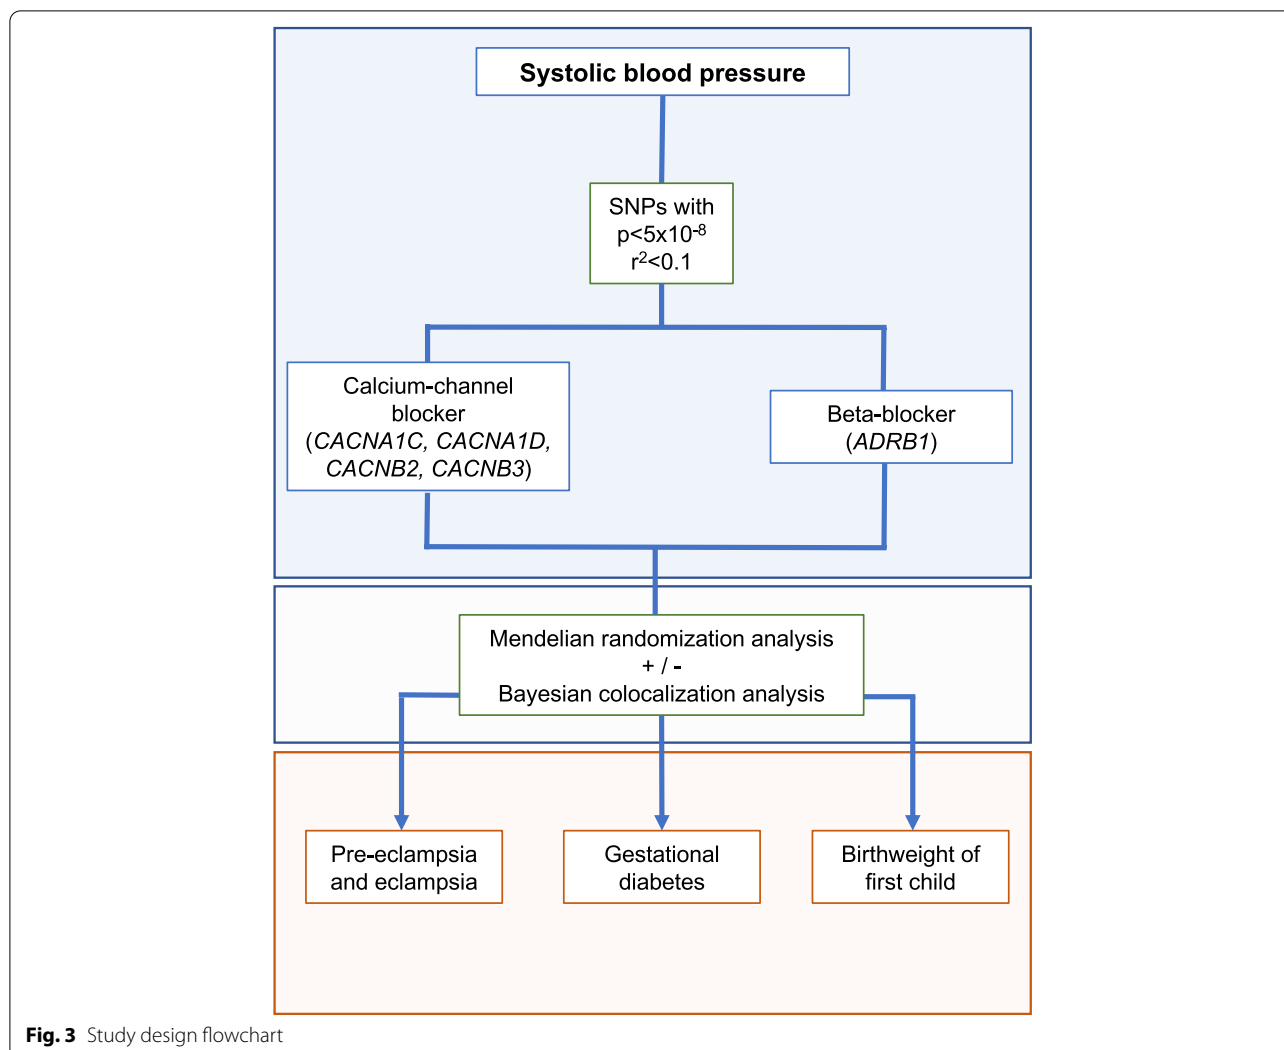 Systolic blood pressure
SNPs with
p<5x10⁻⁸
r²<0.1
Calcium-channel
blocker
(CACNA1C, CACNA1D,
CACNB2, CACNB3)
Beta-blocker
(ADRB1)
Mendelian randomization analysis
+ / -
Bayesian colocalization analysis
Pre-eclampsia
and eclampsia
Gestational
diabetes
Birthweight of
first child
Fig. 3 Study design flowchart